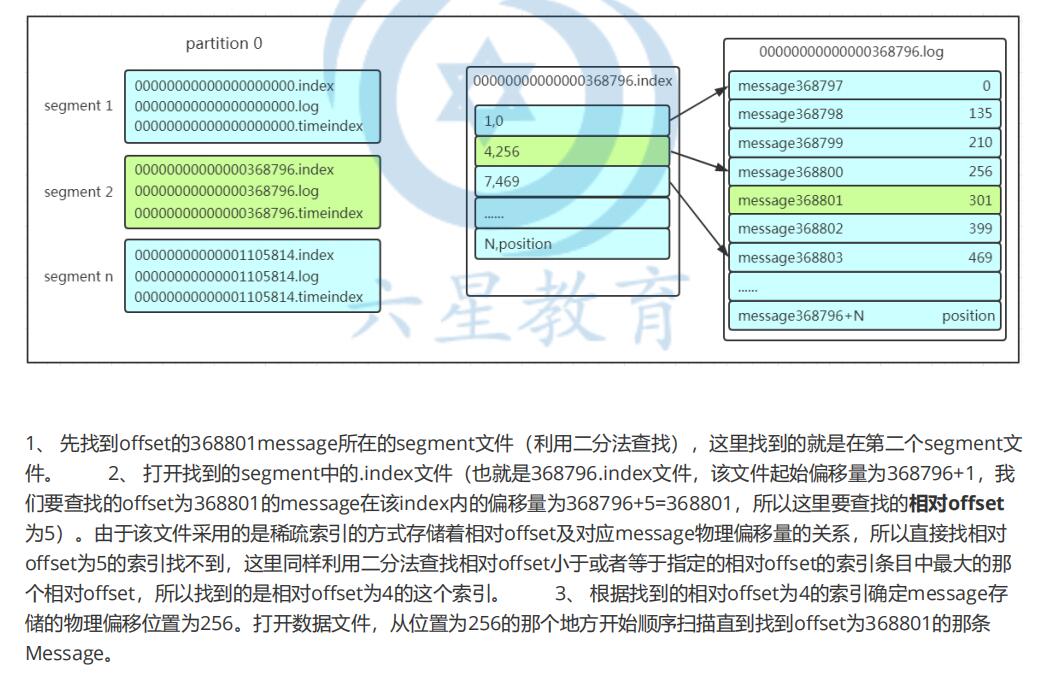 partition 0
segment 1
00000000000000000000.index
00000000000000000000.log
00000000000000000000.timeindex
segment 2
00000000000000368796.index
00000000000000368796.log
00000000000000368796.timeindex
segment n
00000000000001105814.index
00000000000001105814.log
00000000000001105814.timeindex
00000000000000368796.index
1,0
4,256
7,469
......
N,position
00000000000000368796.log
message368797 0
message368798 135
message368799 210
message368800 256
message368801 301
message368802 399
message368803 469
......
message368796+N position
六星教育
1、 先找到offset的368801message所在的segment文件（利用二分法查找），这里找到的就是在第二个segment文
件。 2、 打开找到的segment中的.index文件（也就是368796.index文件，该文件起始偏移量为368796+1，我
们要查找的offset为368801的message在该index内的偏移量为368796+5=368801，所以这里要查找的相对offset
为5）。由于该文件采用的是稀疏索引的方式存储着相对offset及对应message物理偏移量的关系，所以直接找相对
offset为5的索引找不到，这里同样利用二分法查找相对offset小于或者等于指定的相对offset的索引条目中最大的那
个相对offset，所以找到的是相对offset为4的这个索引。 3、 根据找到的相对offset为4的索引确定message存
储的物理偏移位置为256。打开数据文件，从位置为256的那个地方开始顺序扫描直到找到offset为368801的那条
Message。